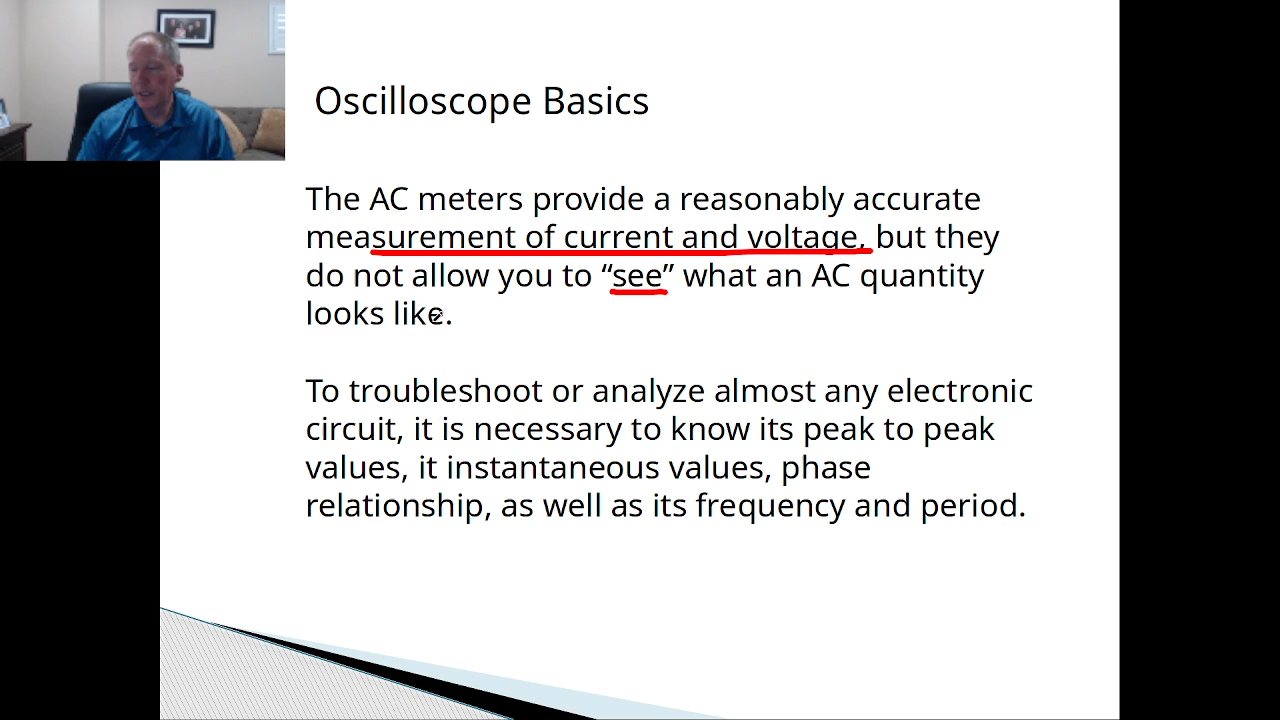 Oscilloscope Basics
The AC meters provide a reasonably accurate
measurement of current and voltage, but they
do not allow you to “see” what an AC quantity
looks like.
To troubleshoot or analyze almost any electronic
circuit, it is necessary to know its peak to peak
values, it instantaneous values, phase
relationship, as well as its frequency and period.